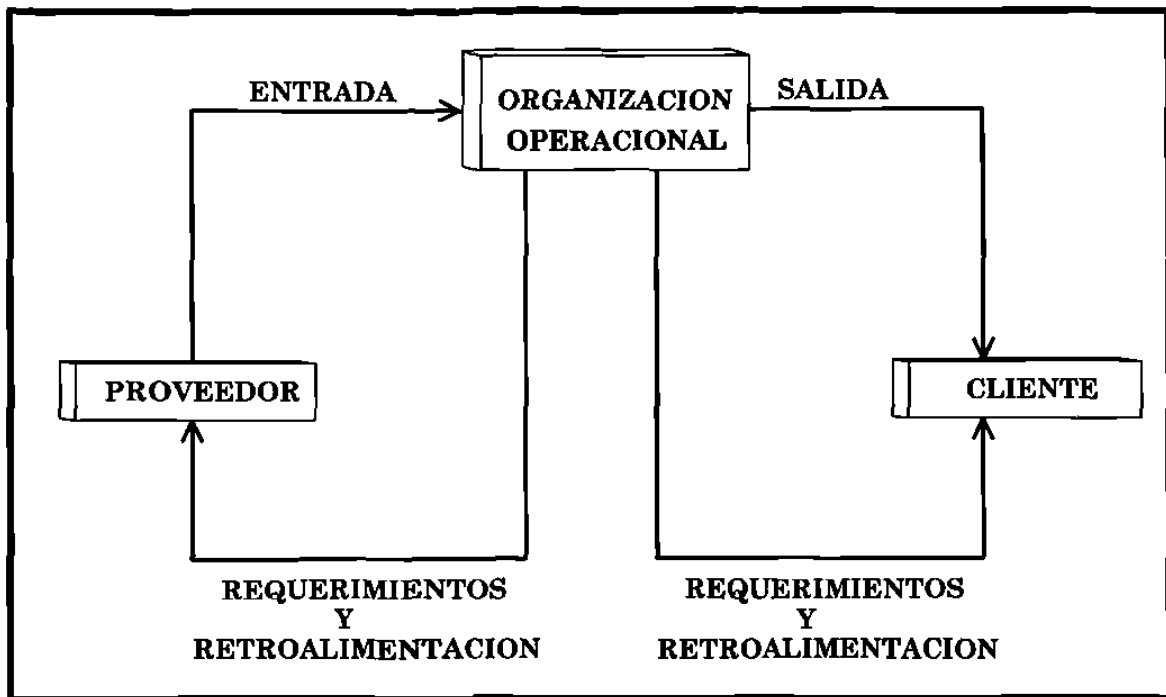 ENTRADA
ORGANIZACION
OPERACIONAL
SALIDA
PROVEEDOR
CLIENTE
REQUERIMIENTOS
Y
RETROALIMENTACION
REQUERIMIENTOS
Y
RETROALIMENTACION